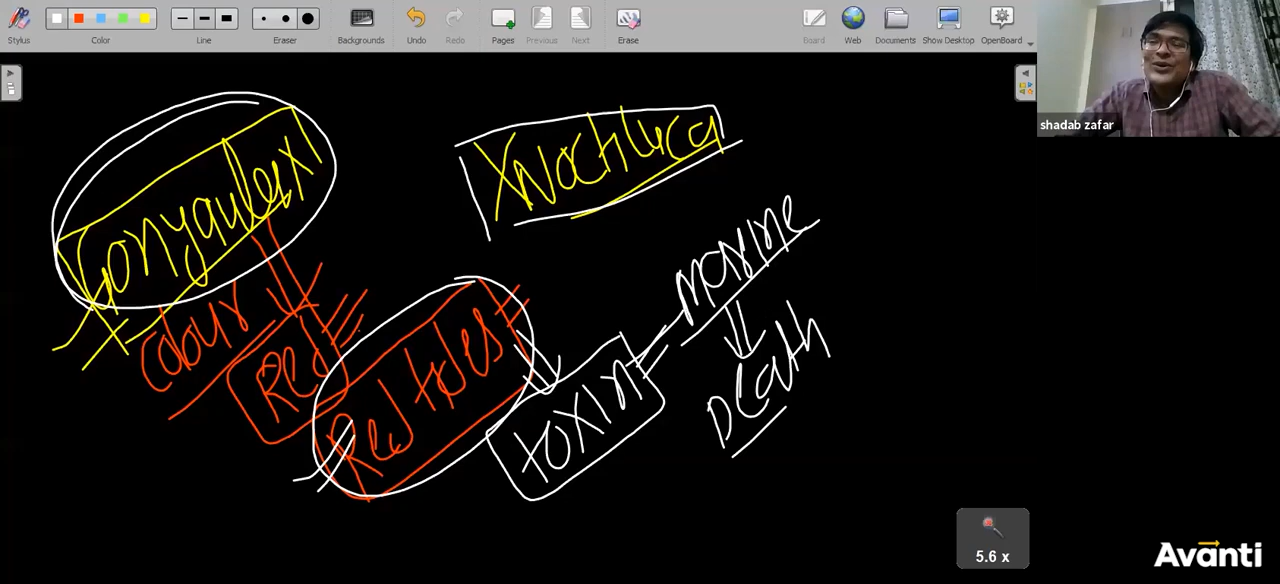 Stylus
Color
Line
Eraser
Backgrounds
Undo
Redo
Pages
Previous
Next
Erase
Board
Web
Documents
Show Desktop
OpenBoard
shadab zafar
Gonyaulex
Noctiluca
colour
Red
Red tides
toxin
marine
Death
5.6 x
Avanti